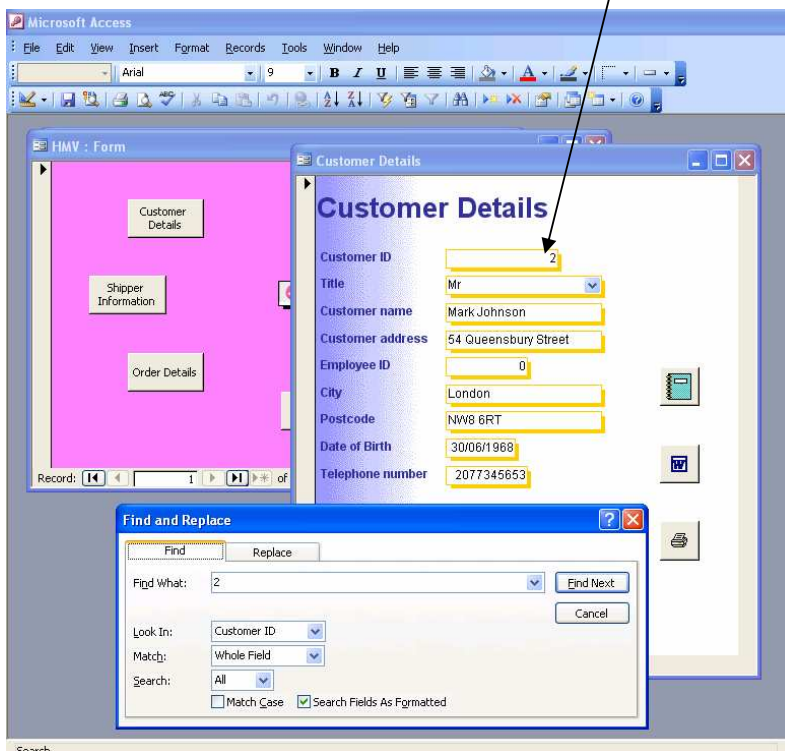 Microsoft Access
File Edit View Insert Format Records Tools Window Help
Arial 9 B I U A
HMV : Form
Customer Details
Shipper Information
Order Details
Record: 1 of
Customer Details
Customer Details
Customer ID 2
Title Mr
Customer name Mark Johnson
Customer address 54 Queensbury Street
Employee ID 0
City London
Postcode NW8 6RT
Date of Birth 30/06/1968
Telephone number 2077345653
Find and Replace
Find Replace
Find What: 2 Find Next
Cancel
Look In: Customer ID
Match: Whole Field
Search: All
Match Case Search Fields As Formatted
Search